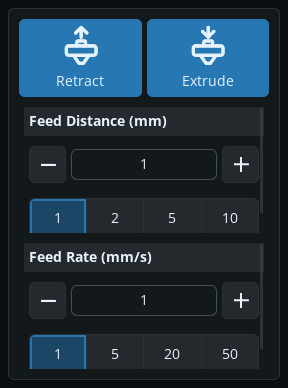 Retract Extrude
Feed Distance (mm)
− 1 +
1 2 5 10
Feed Rate (mm/s)
− 1 +
1 5 20 50